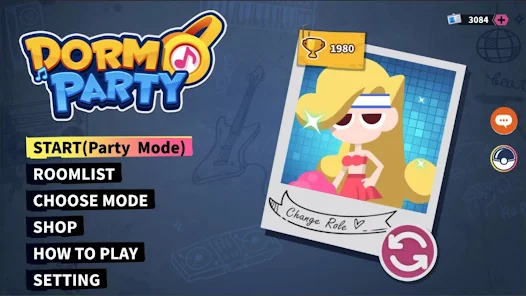 DORM
PARTY
1980
3084
START(Party Mode)
ROOMLIST
CHOOSE MODE
SHOP
HOW TO PLAY
SETTING
Change Role